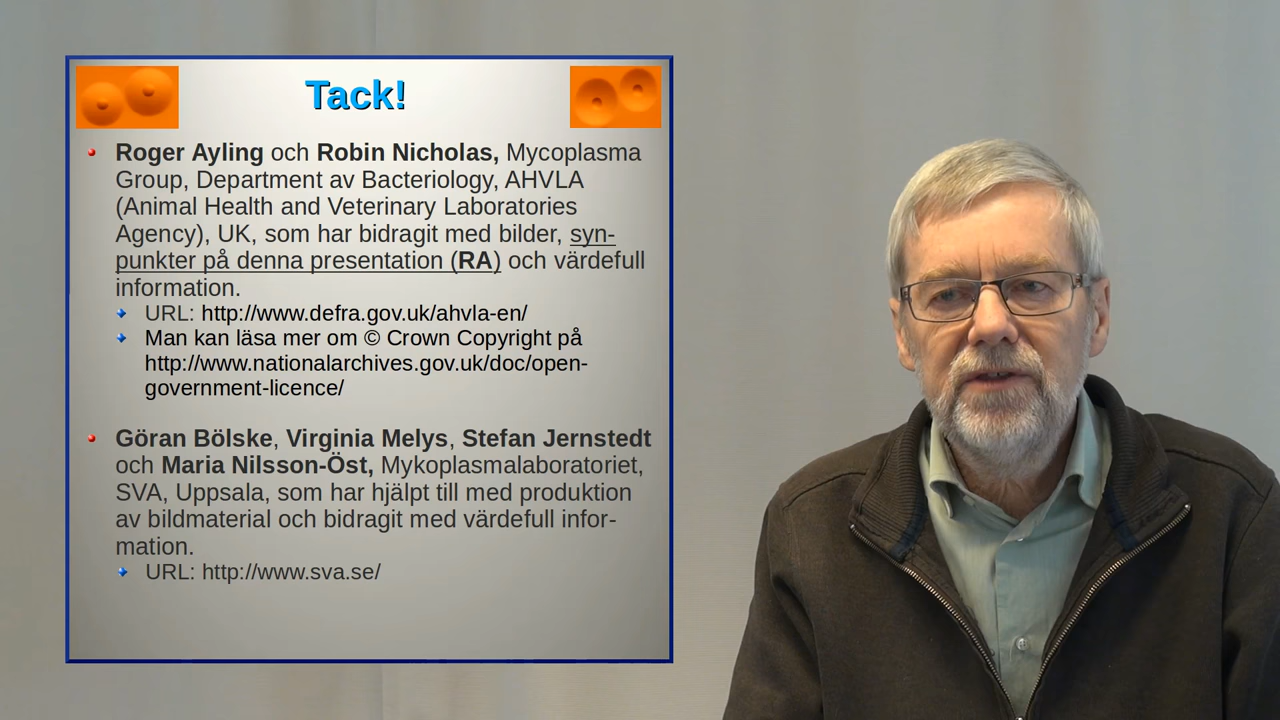 Tack!
Roger Ayling och Robin Nicholas, Mycoplasma
Group, Department av Bacteriology, AHVLA
(Animal Health and Veterinary Laboratories
Agency), UK, som har bidragit med bilder, syn-
punkter på denna presentation (RA) och värdefull
information.
URL: http://www.defra.gov.uk/ahvla-en/
Man kan läsa mer om © Crown Copyright på
http://www.nationalarchives.gov.uk/doc/open-
government-licence/
Göran Bölske, Virginia Melys, Stefan Jernstedt
och Maria Nilsson-Öst, Mykoplasmalaboratoriet,
SVA, Uppsala, som har hjälpt till med produktion
av bildmaterial och bidragit med värdefull infor-
mation.
URL: http://www.sva.se/